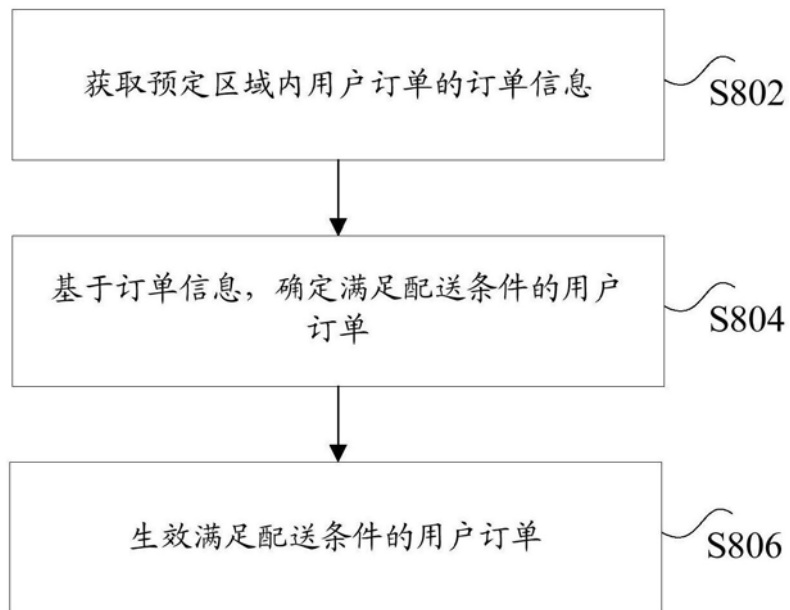 获取预定区域内用户订单的订单信息
S802
基于订单信息，确定满足配送条件的用户
订单
S804
生效满足配送条件的用户订单
S806